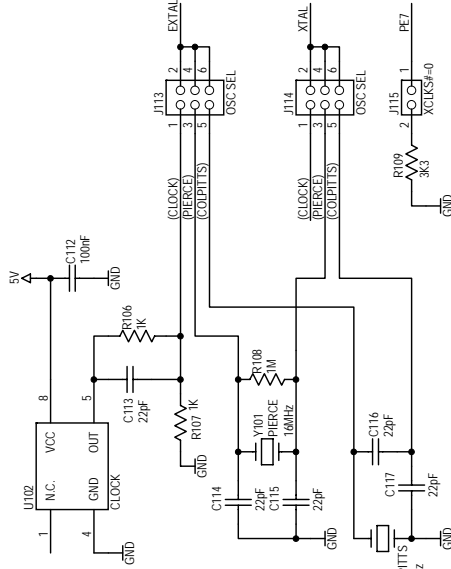 5V
C112
100nF
GND
U102
8
VCC
N.C.
1
5
OUT
GND
4
CLOCK
GND
R106
1K
C113
22pF
R107
1K
GND
(CLOCK)
(PIERCE)
(COLPITTS)
1
3
5
J113
2
4
6
OSC SEL
EXTAL
R108
1M
Y101
PIERCE
16MHz
C114
22pF
C115
22pF
GND
(CLOCK)
(PIERCE)
(COLPITTS)
1
3
5
J114
2
4
6
OSC SEL
XTAL
C116
22pF
C117
22pF
PITTS
z
GND
R109
3K3
GND
2
J115
1
XCLKS#=0
PE7